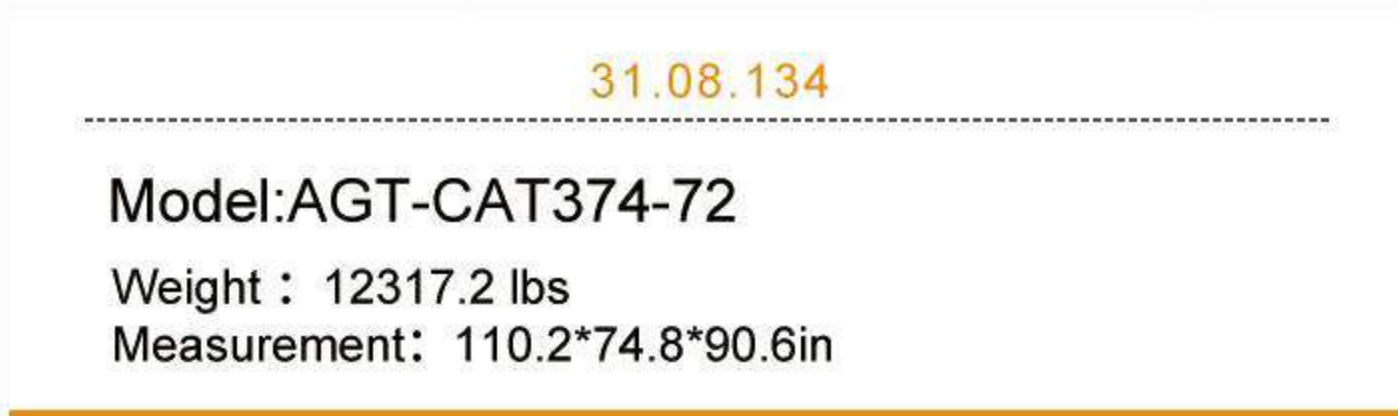 31.08.134
Model:AGT-CAT374-72
Weight： 12317.2 lbs
Measurement： 110.2*74.8*90.6in